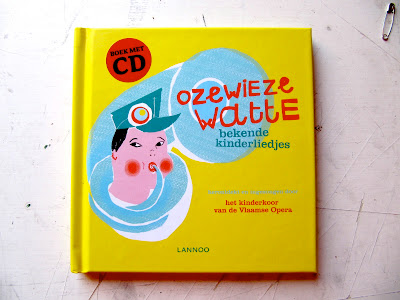 BOEK MET
CD
OZEWIEZE
WATTE
bekende
kinderliedjes
het kinderkoor
van de Vlaamse Opera
LANNOO